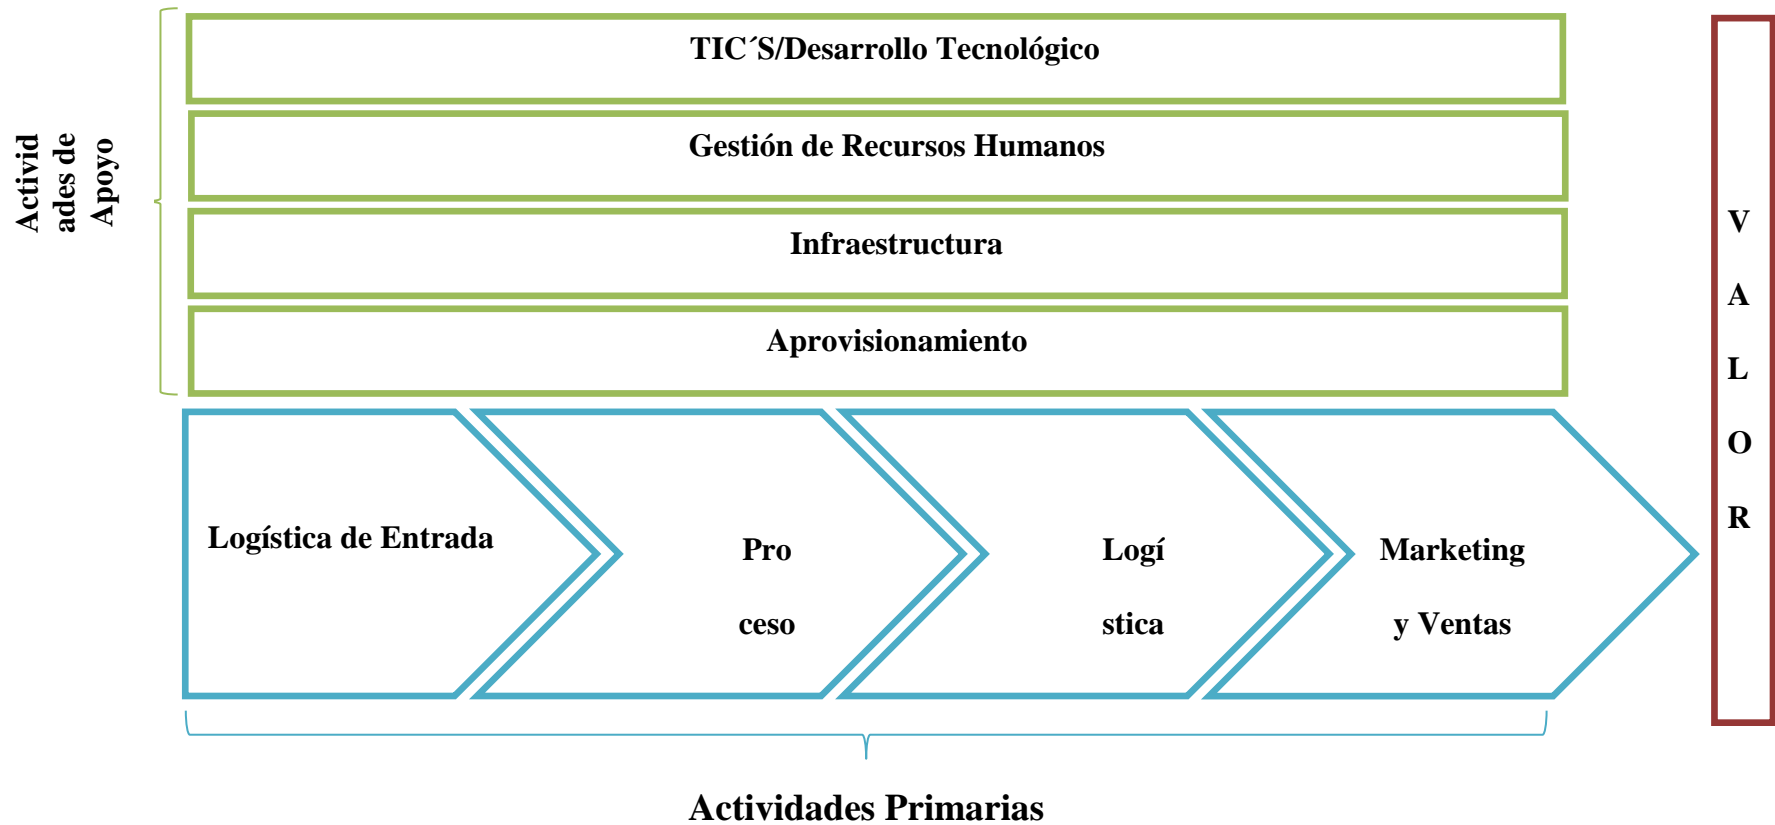 TIC´S/Desarrollo Tecnológico
Gestión de Recursos Humanos
Infraestructura
Aprovisionamiento
Activid
ades de
Apoyo
Logística de Entrada
Pro
ceso
Logí
stica
Marketing
y Ventas
Actividades Primarias
V
A
L
O
R